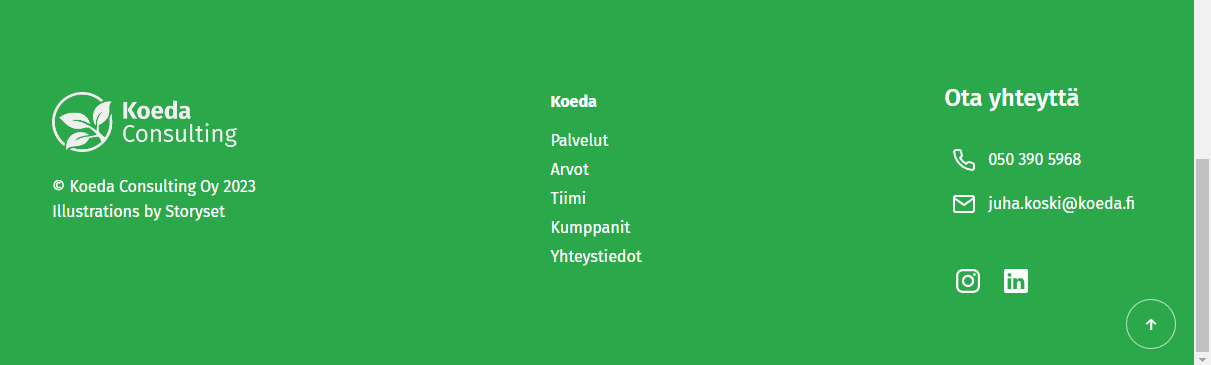 Koeda
Consulting
© Koeda Consulting Oy 2023
Illustrations by Storyset
Koeda
Palvelut
Arvot
Tiimi
Kumppanit
Yhteystiedot
Ota yhteyttä
050 390 5968
juha.koski@koeda.fi
in